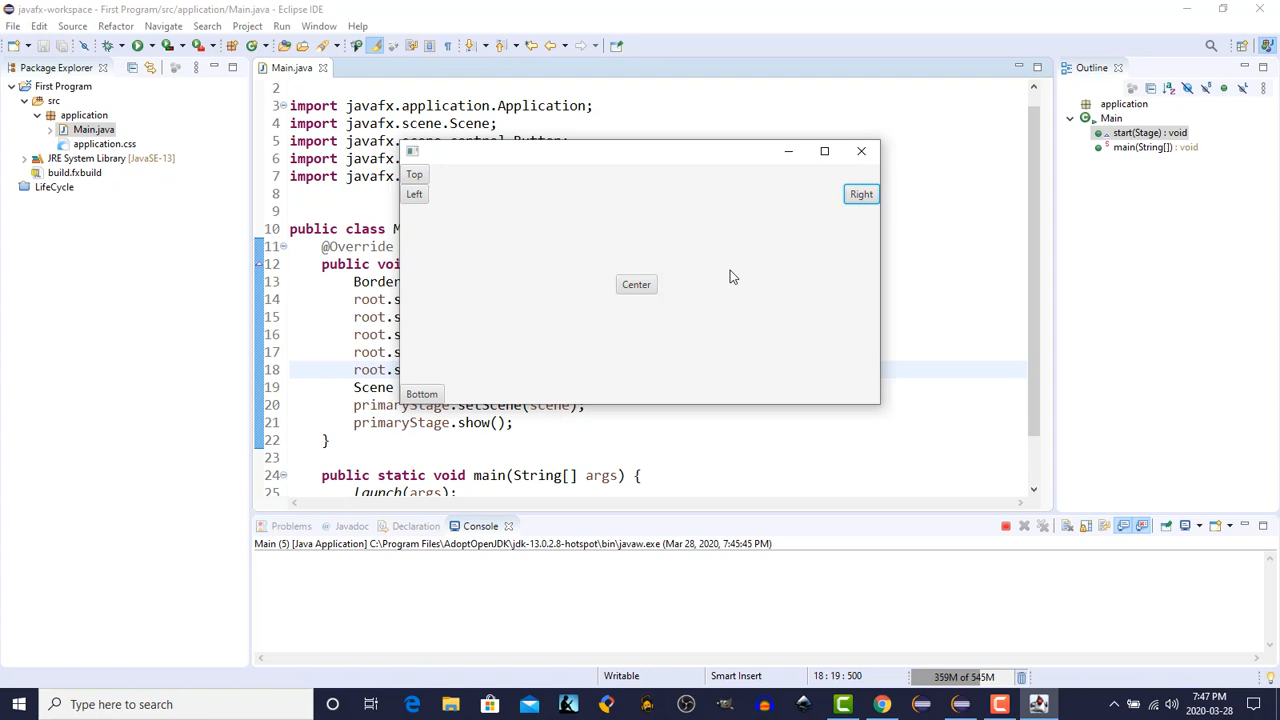 javafx-workspace - First Program/src/application/Main.java - Eclipse IDE
File Edit Source Refactor Navigate Search Project Run Window Help
Package Explorer
First Program
src
application
Main.java
application.css
JRE System Library [JavaSE-13]
build.fxbuild
LifeCycle
Main.java
2
3 import javafx.application.Application;
4 import javafx.scene.Scene;
5 import javafx.scene.control.Button;
6 import javaf
7 import javaf
8
9
10 public class M
11 @Override
12 public voi
13 Border
14 root.s
15 root.s
16 root.s
17 root.s
18 root.s
19 Scene
20 primaryStage.setScene(scene);
21 primaryStage.show();
22 }
23
24 public static void main(String[] args) {
25 launch(args);
Top
Left
Right
Center
Bottom
Outline
application
Main
start(Stage) : void
main(String[]) : void
Problems Javadoc Declaration Console
Main (5) [Java Application] C:\Program Files\AdoptOpenJDK\jdk-13.0.2.8-hotspot\bin\javaw.exe (Mar 28, 2020, 7:45:45 PM)
Writable Smart Insert 18 : 19 : 500 359M of 545M
Type here to search
7:47 PM
2020-03-28